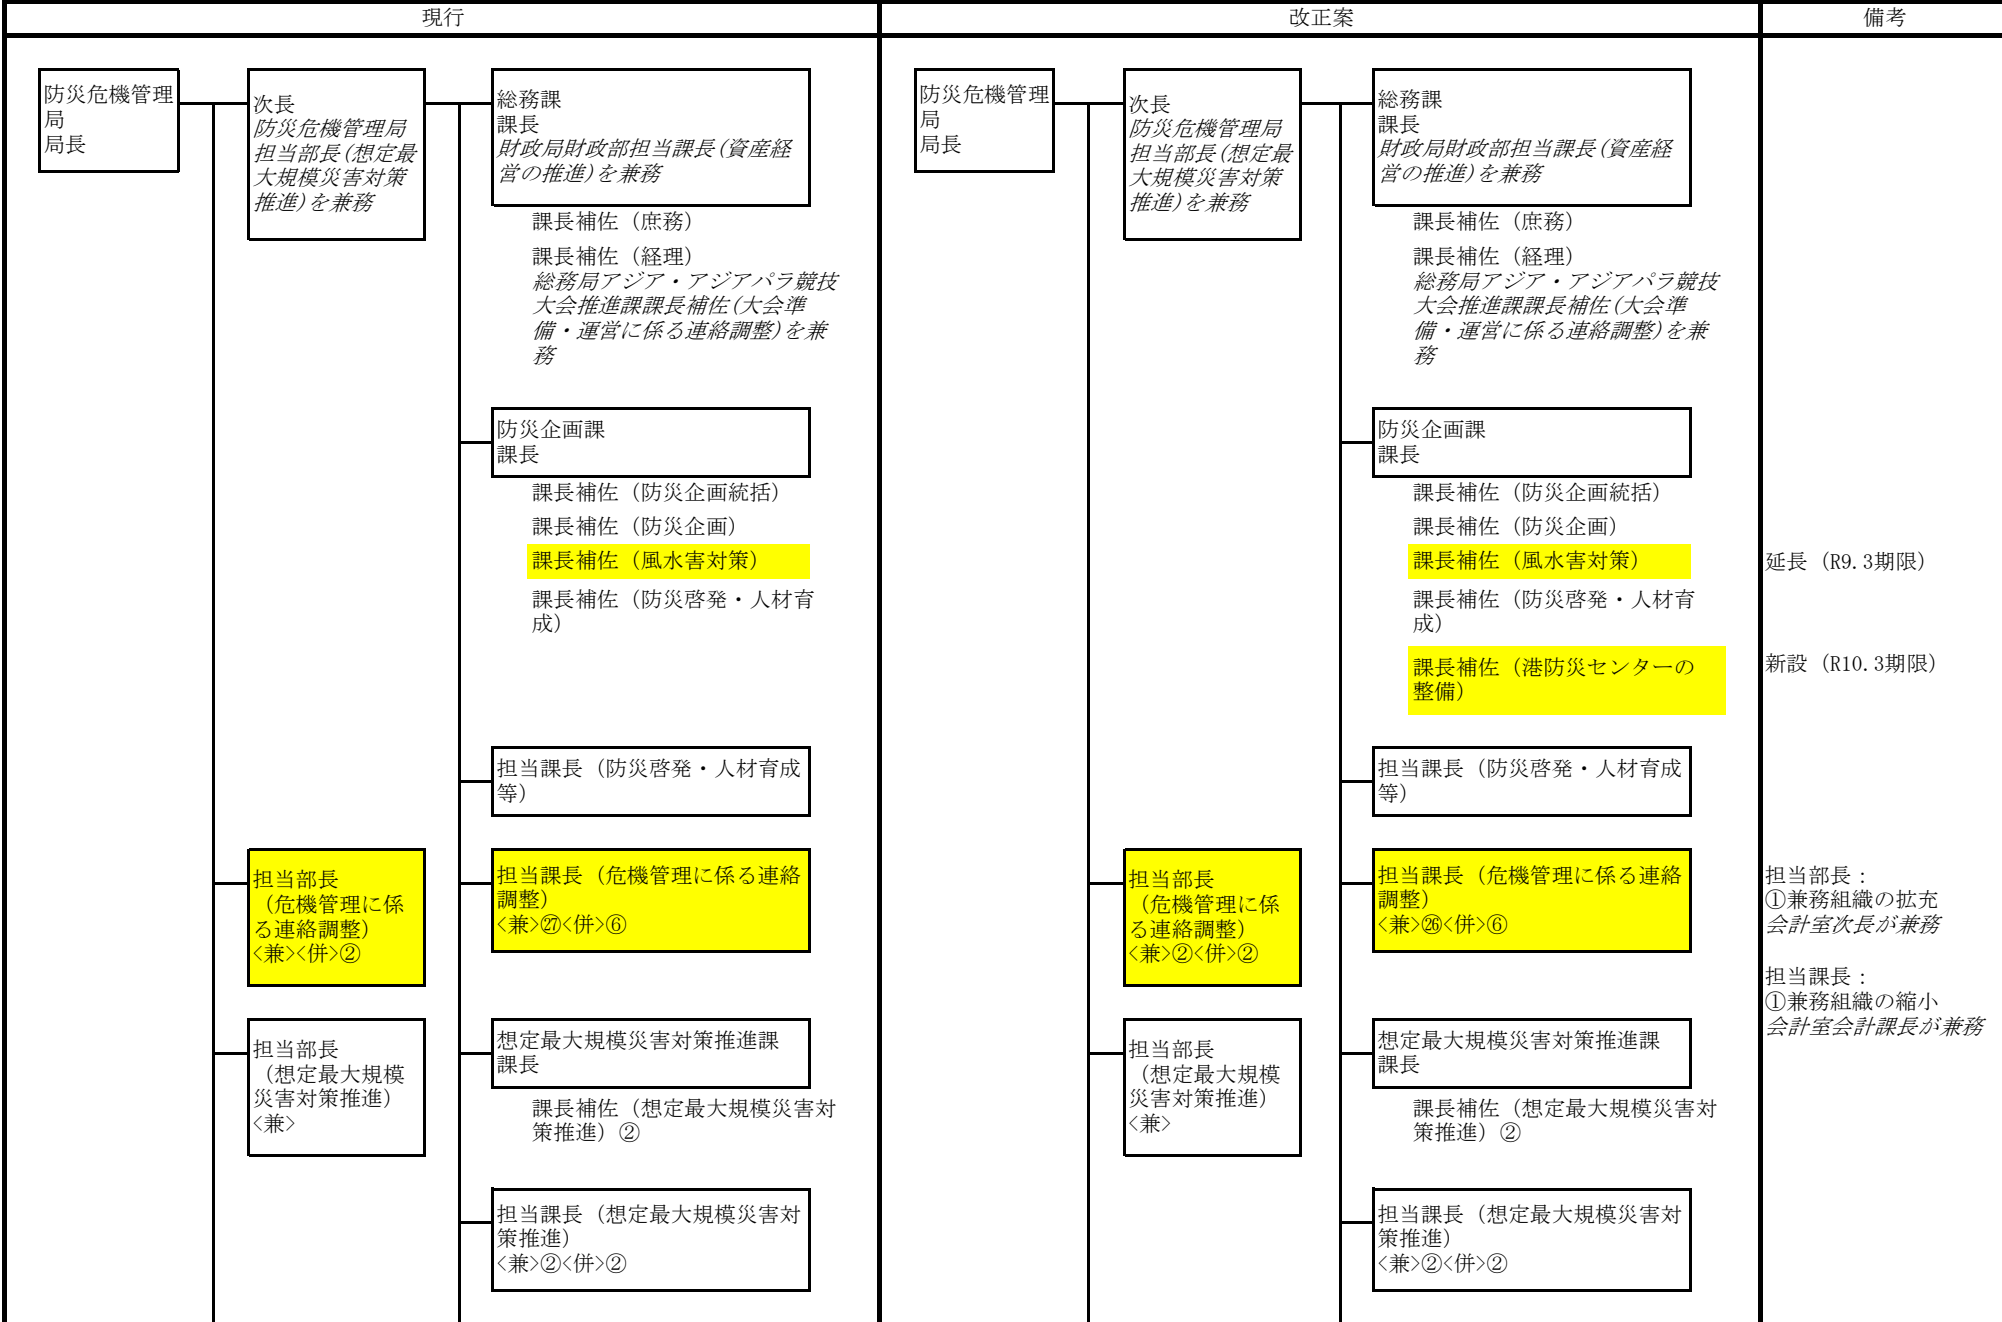 現行
改正案
備考
防災危機管理
局
局長
次長
防災危機管理局
担当部長(想定最
大規模災害対策
推進)を兼務
総務課
課長
財政局財政部担当課長(資産経
営の推進)を兼務
課長補佐（庶務）
課長補佐（経理）
総務局アジア・アジアパラ競技
大会推進課課長補佐(大会準
備・運営に係る連絡調整)を兼
務
防災企画課
課長
課長補佐（防災企画統括）
課長補佐（防災企画）
課長補佐（風水害対策）
課長補佐（防災啓発・人材育
成）
担当課長（防災啓発・人材育成
等）
担当部長
（危機管理に係
る連絡調整）
<兼><併>②
担当課長（危機管理に係る連絡
調整）
<兼>㉗<併>⑥
担当部長
（想定最大規模
災害対策推進）
<兼>
想定最大規模災害対策推進課
課長
課長補佐（想定最大規模災害対
策推進）②
担当課長（想定最大規模災害対
策推進）
<兼>②<併>②
防災危機管理
局
局長
次長
防災危機管理局
担当部長(想定最
大規模災害対策
推進)を兼務
総務課
課長
財政局財政部担当課長(資産経
営の推進)を兼務
課長補佐（庶務）
課長補佐（経理）
総務局アジア・アジアパラ競技
大会推進課課長補佐(大会準
備・運営に係る連絡調整)を兼
務
防災企画課
課長
課長補佐（防災企画統括）
課長補佐（防災企画）
課長補佐（風水害対策）
課長補佐（防災啓発・人材育
成）
課長補佐（港防災センターの
整備）
担当課長（防災啓発・人材育成
等）
担当部長
（危機管理に係
る連絡調整）
<兼>②<併>②
担当課長（危機管理に係る連絡
調整）
<兼>㉖<併>⑥
担当部長
（想定最大規模
災害対策推進）
<兼>
想定最大規模災害対策推進課
課長
課長補佐（想定最大規模災害対
策推進）②
担当課長（想定最大規模災害対
策推進）
<兼>②<併>②
延長（R9.3期限）
新設（R10.3期限）
担当部長：
①兼務組織の拡充
会計室次長が兼務
担当課長：
①兼務組織の縮小
会計室会計課長が兼務